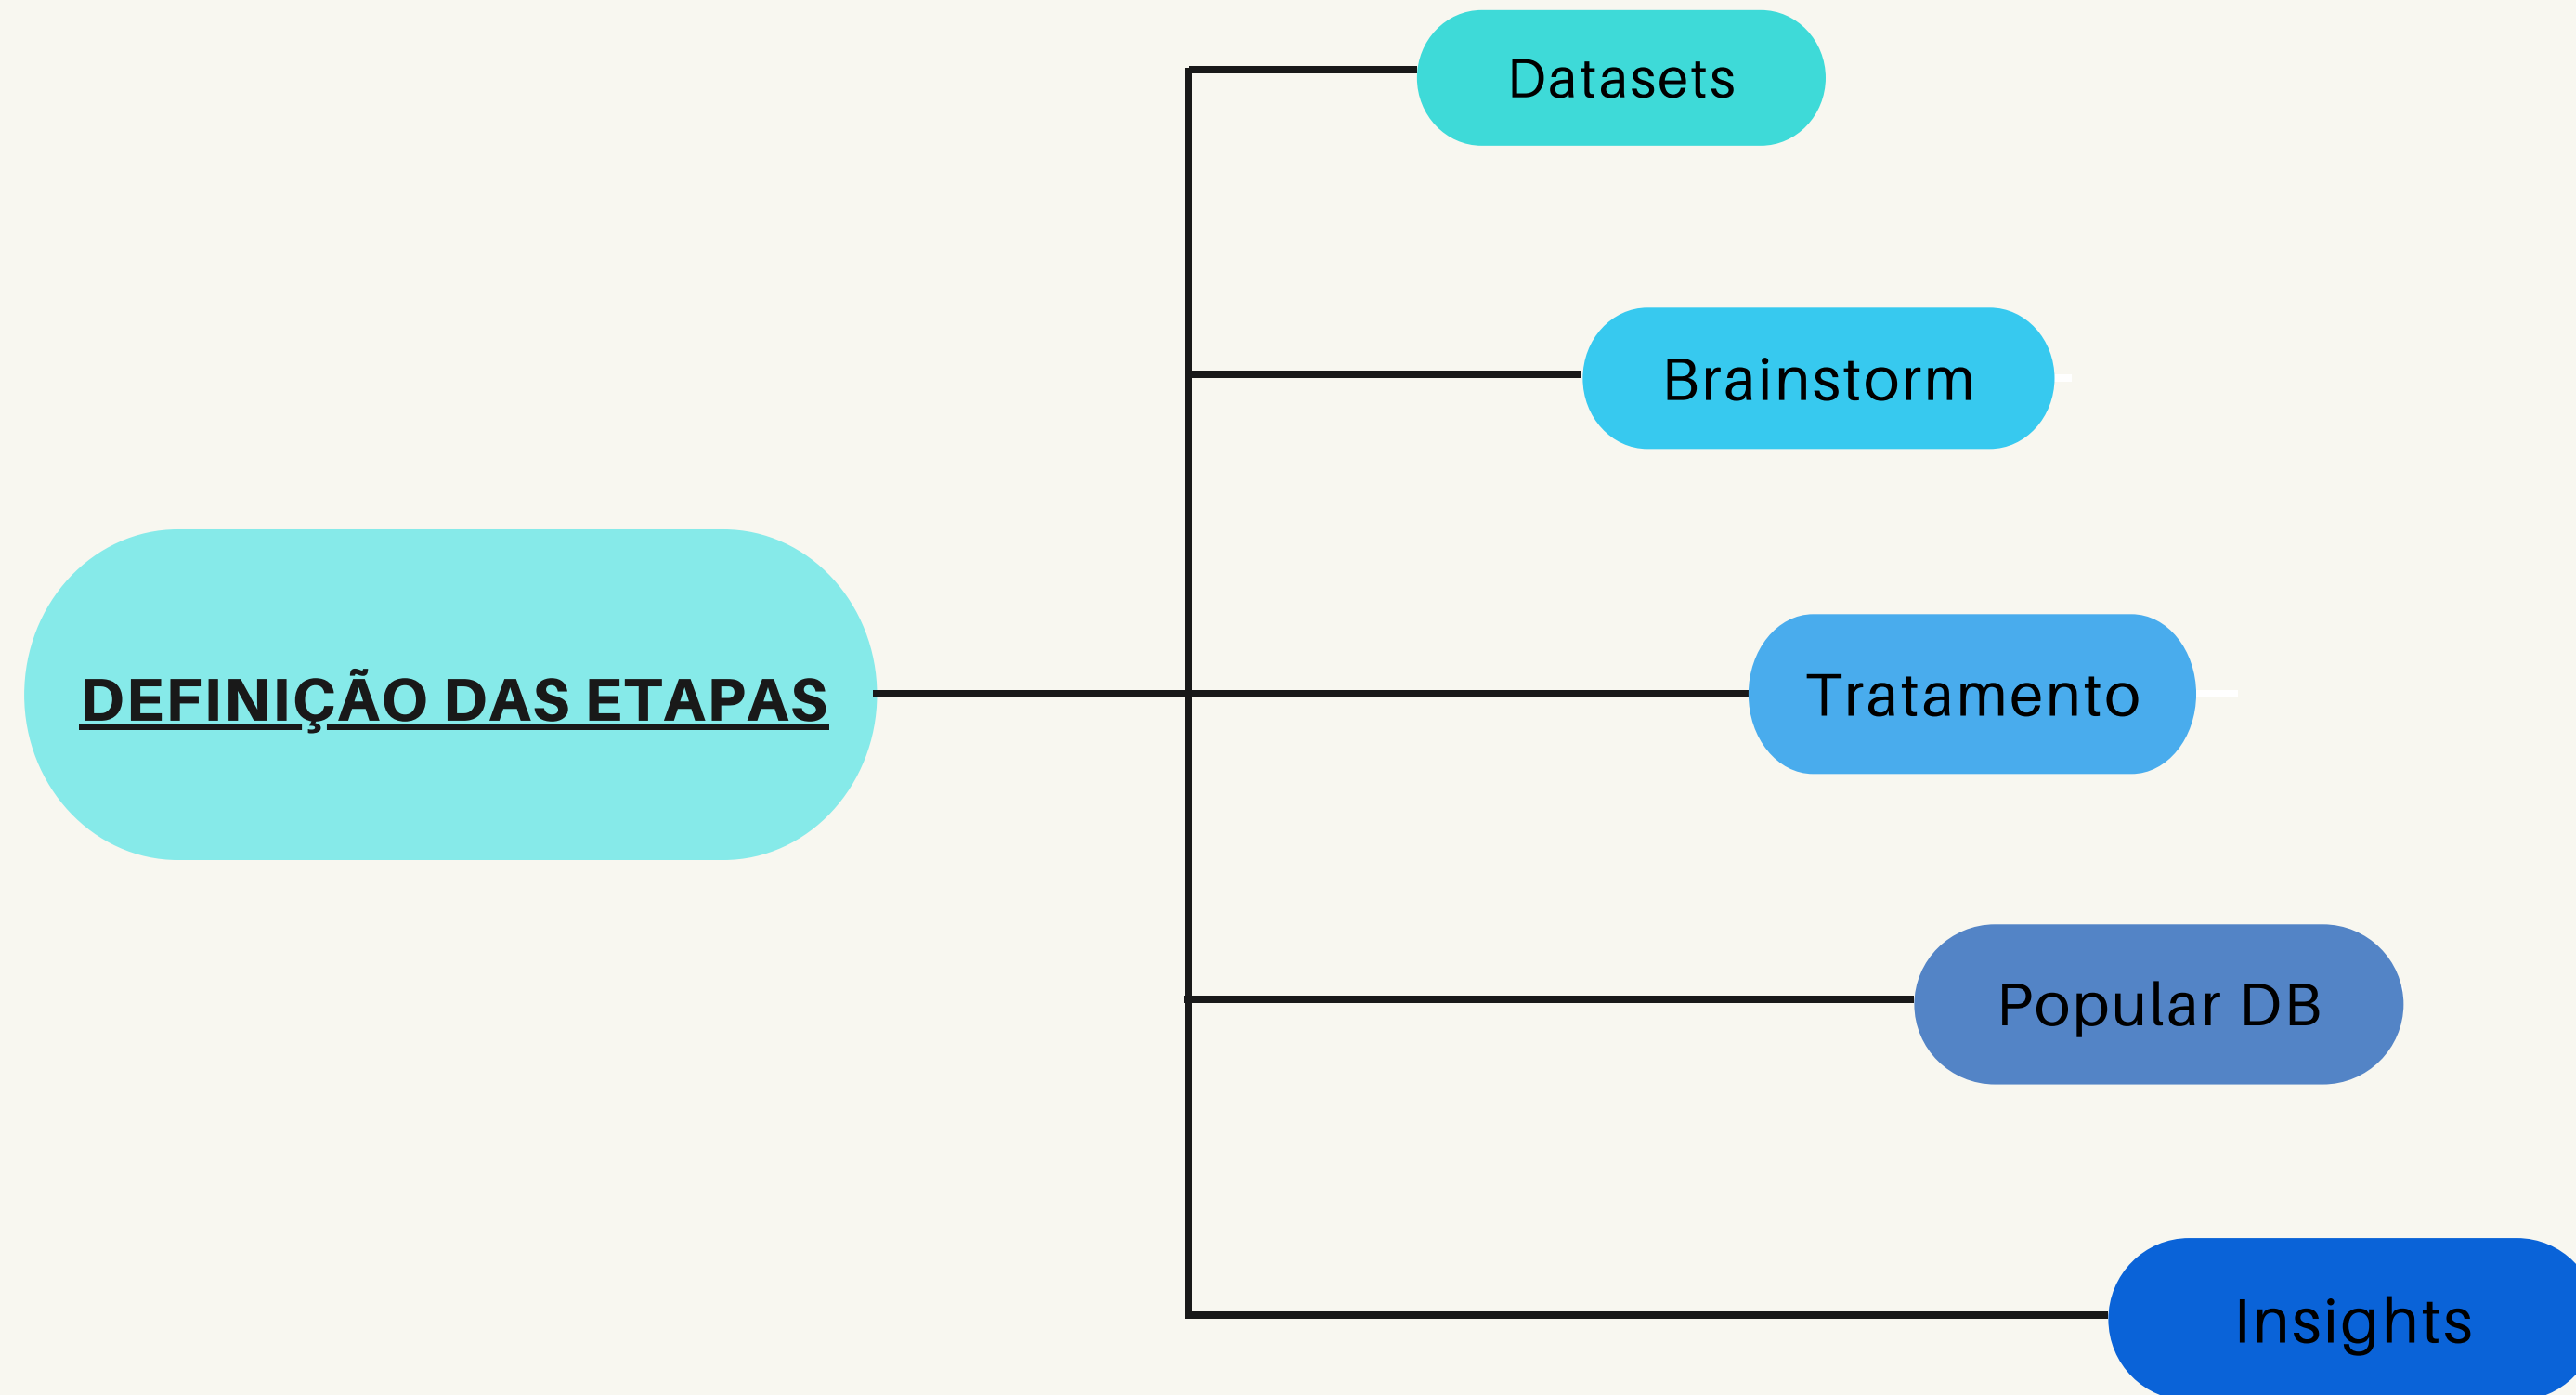 Datasets
Brainstorm
DEFINIÇÃO DAS ETAPAS
Tratamento
Popular DB
Insights